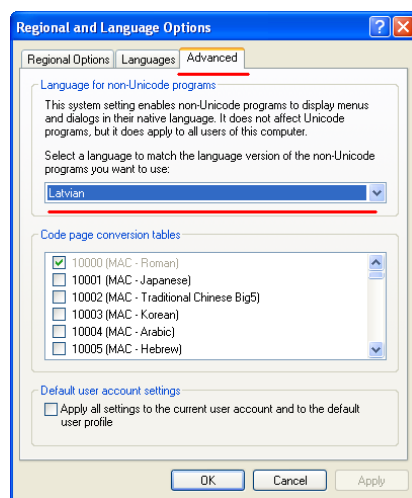 Regional and Language Options
Regional Options Languages Advanced
Language for non-Unicode programs
This system setting enables non-Unicode programs to display menus
and dialogs in their native language. It does not affect Unicode
programs, but it does apply to all users of this computer.
Select a language to match the language version of the non-Unicode
programs you want to use:
Latvian
Code page conversion tables
10000 (MAC - Roman)
10001 (MAC - Japanese)
10002 (MAC - Traditional Chinese Big5)
10003 (MAC - Korean)
10004 (MAC - Arabic)
10005 (MAC - Hebrew)
Default user account settings
Apply all settings to the current user account and to the default
user profile
OK Cancel Apply